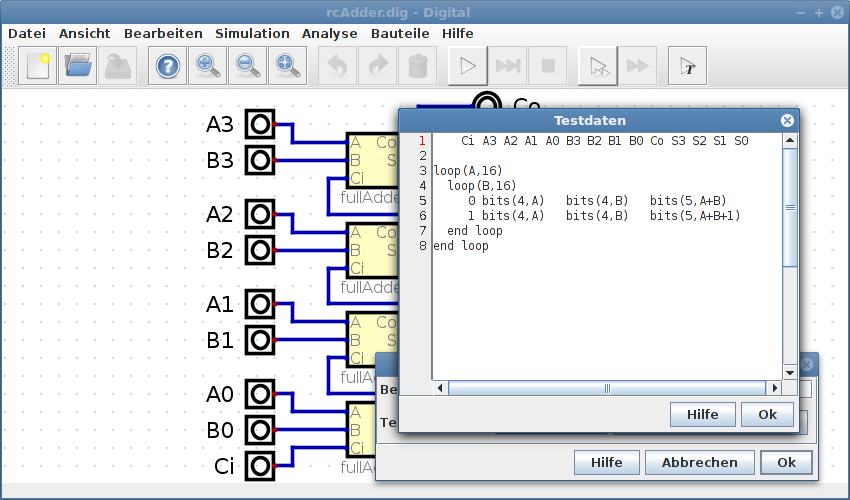 rcAdder.dig - Digital
Datei Ansicht Bearbeiten Simulation Analyse Bauteile Hilfe
T
Co
A3
B3
A2
B2
A1
B1
A0
B0
Ci
A Co
B S
Ci
fullAdde
A Co
B S
Ci
fullAdde
A Co
B S
Ci
fullAd
A
B
Ci
fullAd
Testdaten
1 Ci A3 A2 A1 A0 B3 B2 B1 B0 Co S3 S2 S1 S0
2
3 loop(A,16)
4 loop(B,16)
5 0 bits(4,A) bits(4,B) bits(5,A+B)
6 1 bits(4,A) bits(4,B) bits(5,A+B+1)
7 end loop
8 end loop
Hilfe Ok
Be
Te
Hilfe Abbrechen Ok